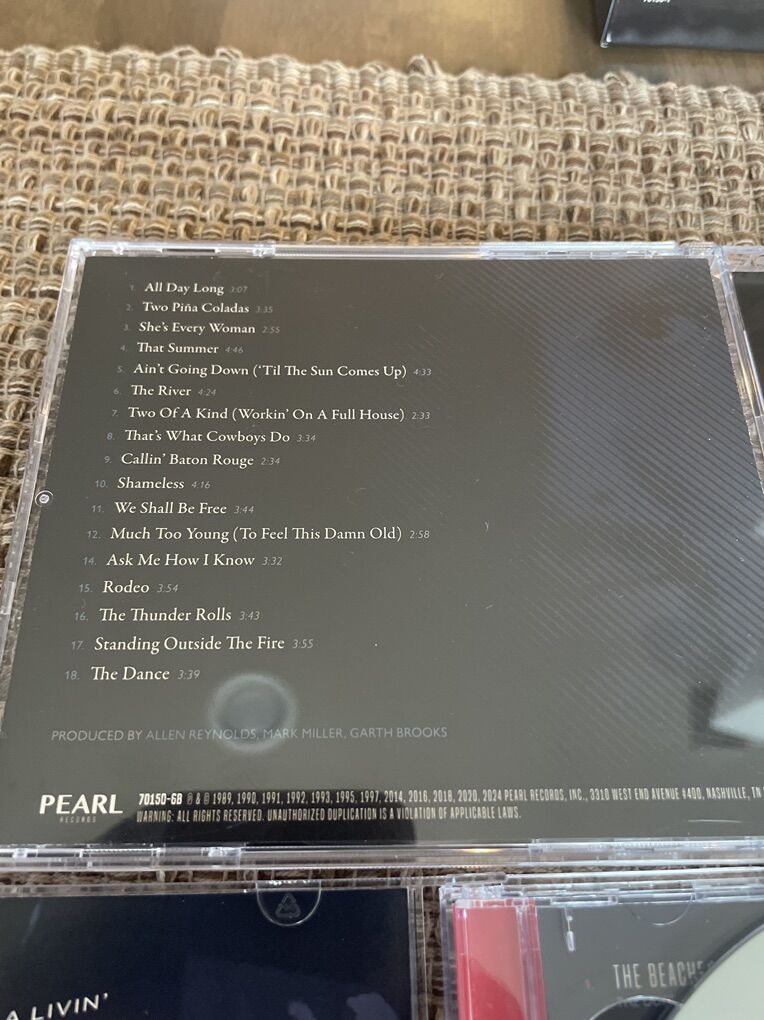 70150-
1. All Day Long 3:07
2. Two Piña Coladas 3:35
3. She's Every Woman 2:55
4. That Summer 4:46
5. Ain't Going Down ('Til The Sun Comes Up) 4:33
6. The River 4:24
7. Two Of A Kind (Workin' On A Full House) 2:33
8. That's What Cowboys Do 3:34
9. Callin' Baton Rouge 2:34
10. Shameless 4:16
11. We Shall Be Free 3:44
12. Much Too Young (To Feel This Damn Old) 2:58
14. Ask Me How I Know 3:32
15. Rodeo 3:54
16. The Thunder Rolls 3:43
17. Standing Outside The Fire 3:55
18. The Dance 3:39
PRODUCED BY ALLEN REYNOLDS, MARK MILLER, GARTH BROOKS
PEARL RECORDS
70150-GB ℗ & © 1989, 1990, 1991, 1992, 1993, 1995, 1997, 2014, 2016, 2018, 2020, 2024 PEARL RECORDS, INC., 3310 WEST END AVENUE #400, NASHVILLE, TN
WARNING: ALL RIGHTS RESERVED. UNAUTHORIZED DUPLICATION IS A VIOLATION OF APPLICABLE LAWS.
A LIVIN'
THE BEACHES